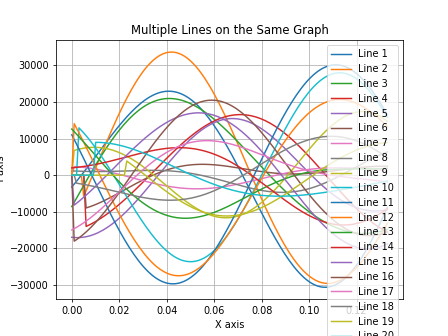 Multiple Lines on the Same Graph
30000
20000
10000
0
−10000
−20000
−30000
axis
0.00
0.02
0.04
0.06
0.08
0.10
X axis
Line 1
Line 2
Line 3
Line 4
Line 5
Line 6
Line 7
Line 8
Line 9
Line 10
Line 11
Line 12
Line 13
Line 14
Line 15
Line 16
Line 17
Line 18
Line 19
Line 20